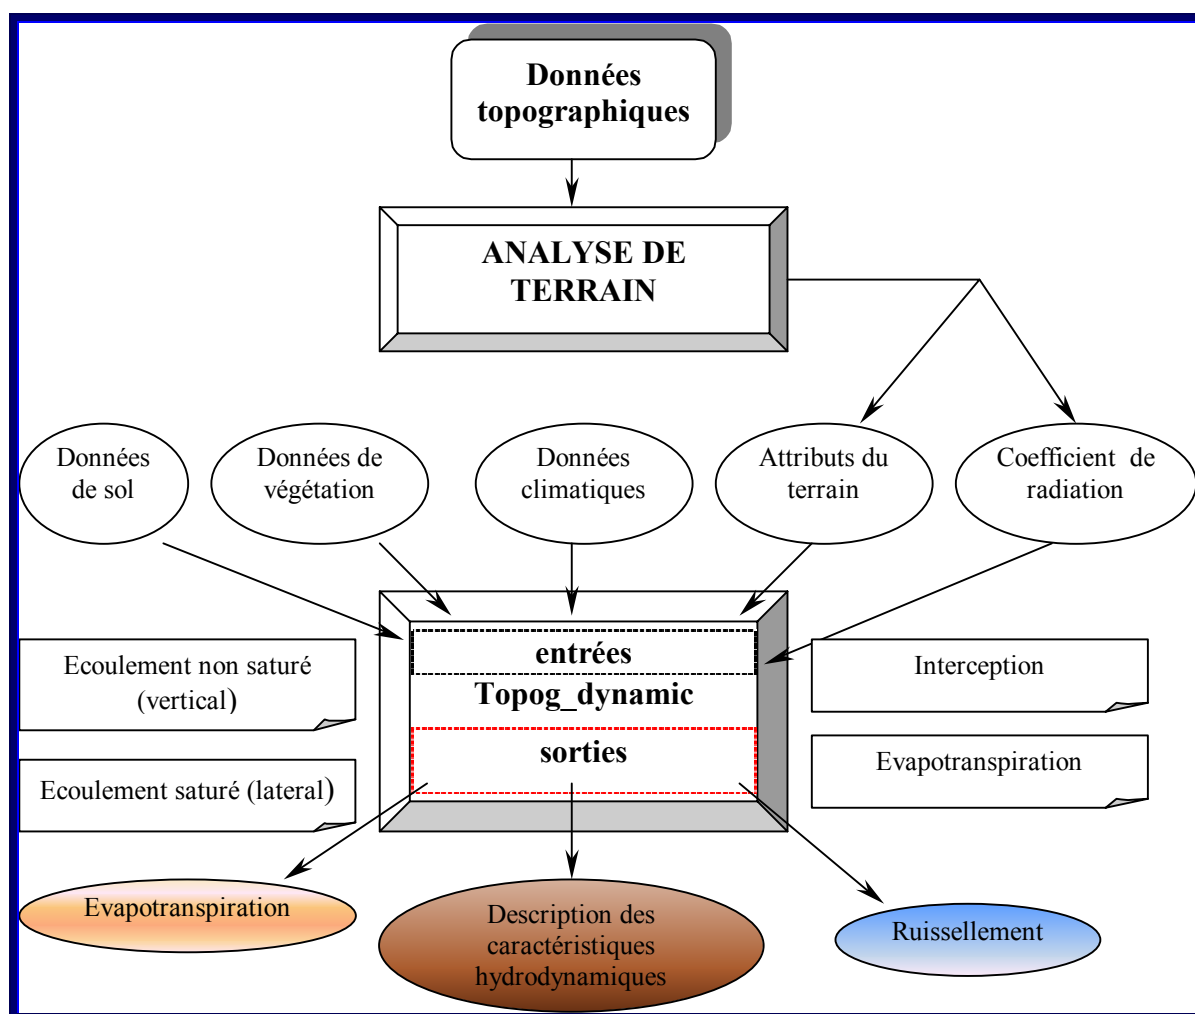 Données
topographiques
ANALYSE DE
TERRAIN
Données
de sol
Données de
végétation
Données
climatiques
Attributs du
terrain
Coefficient de
radiation
entrées
Topog_dynamic
sorties
Ecoulement non saturé
(vertical)
Ecoulement saturé (lateral)
Interception
Evapotranspiration
Evapotranspiration
Description des
caractéristiques
hydrodynamiques
Ruissellement